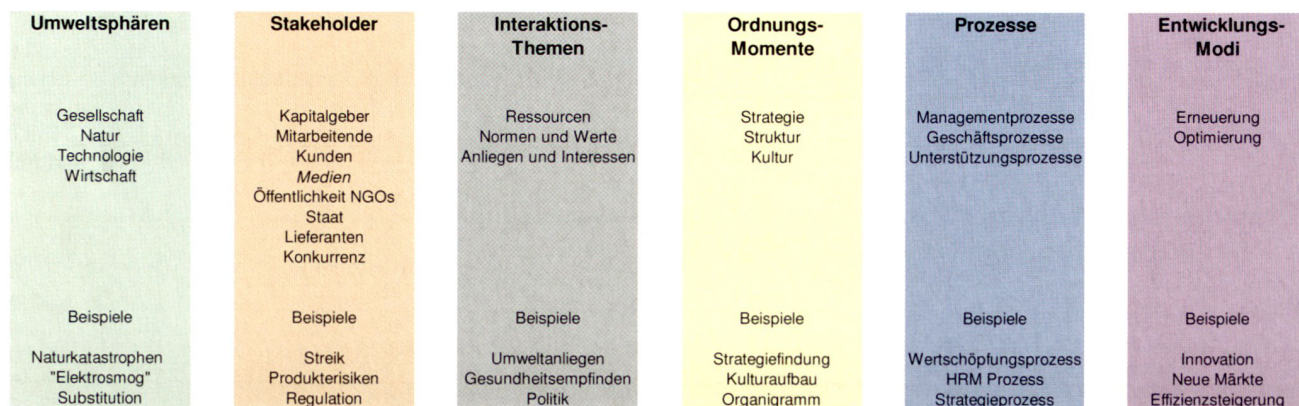 Umweltsphären
Gesellschaft
Natur
Technologie
Wirtschaft
Beispiele
Naturkatastrophen
"Elektrosmog"
Substitution
Stakeholder
Kapitalgeber
Mitarbeitende
Kunden
Medien
Öffentlichkeit NGOs
Staat
Lieferanten
Konkurrenz
Beispiele
Streik
Produkterisiken
Regulation
Interaktions-
Themen
Ressourcen
Normen und Werte
Anliegen und Interessen
Beispiele
Umweltanliegen
Gesundheitsempfinden
Politik
Ordnungs-
Momente
Strategie
Struktur
Kultur
Beispiele
Strategiefindung
Kulturaufbau
Organigramm
Prozesse
Managementprozesse
Geschäftsprozesse
Unterstützungsprozesse
Beispiele
Wertschöpfungsprozess
HRM Prozess
Strategieprozess
Entwicklungs-
Modi
Erneuerung
Optimierung
Beispiele
Innovation
Neue Märkte
Effizienzsteigerung